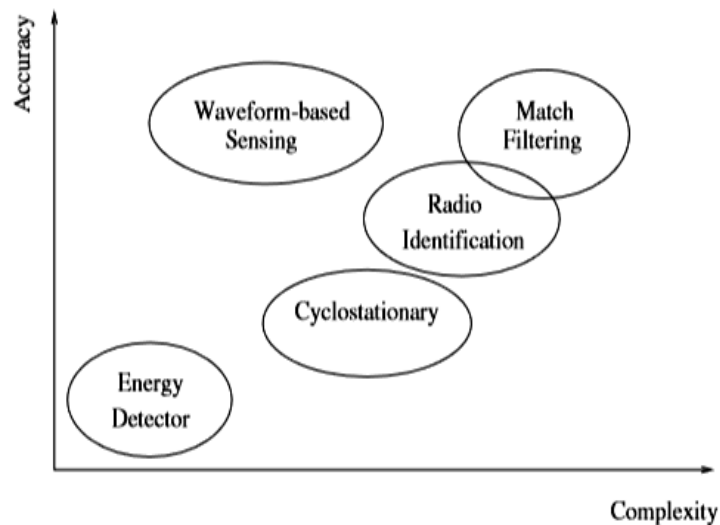 Accuracy
Waveform-based
Sensing
Match
Filtering
Radio
Identification
Cyclostationary
Energy
Detector
Complexity